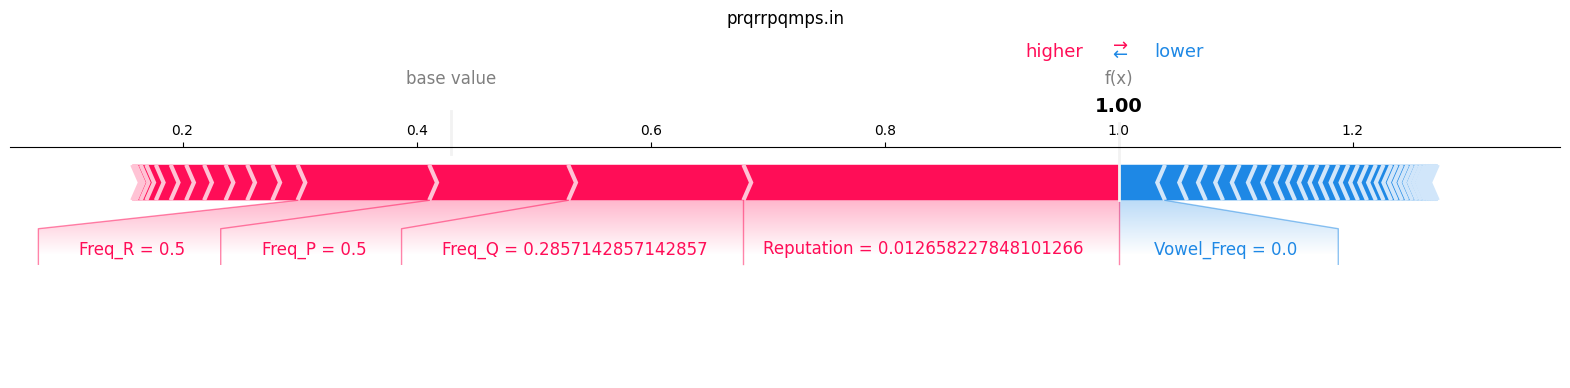 prqrrpqmps.in
higher ⇄ lower
base value f(x)
1.00
0.2 0.4 0.6 0.8 1.0 1.2
Freq_R = 0.5 Freq_P = 0.5 Freq_Q = 0.2857142857142857 Reputation = 0.012658227848101266 Vowel_Freq = 0.0